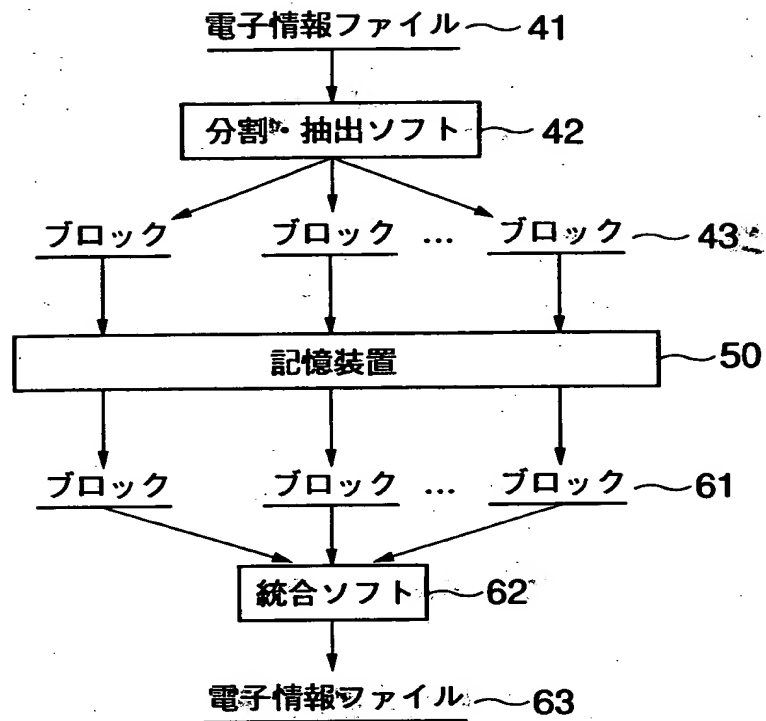 電子情報ファイル 41
分割・抽出ソフト 42
ブロック ブロック … ブロック 43
記憶装置 50
ブロック ブロック … ブロック 61
統合ソフト 62
電子情報ファイル 63